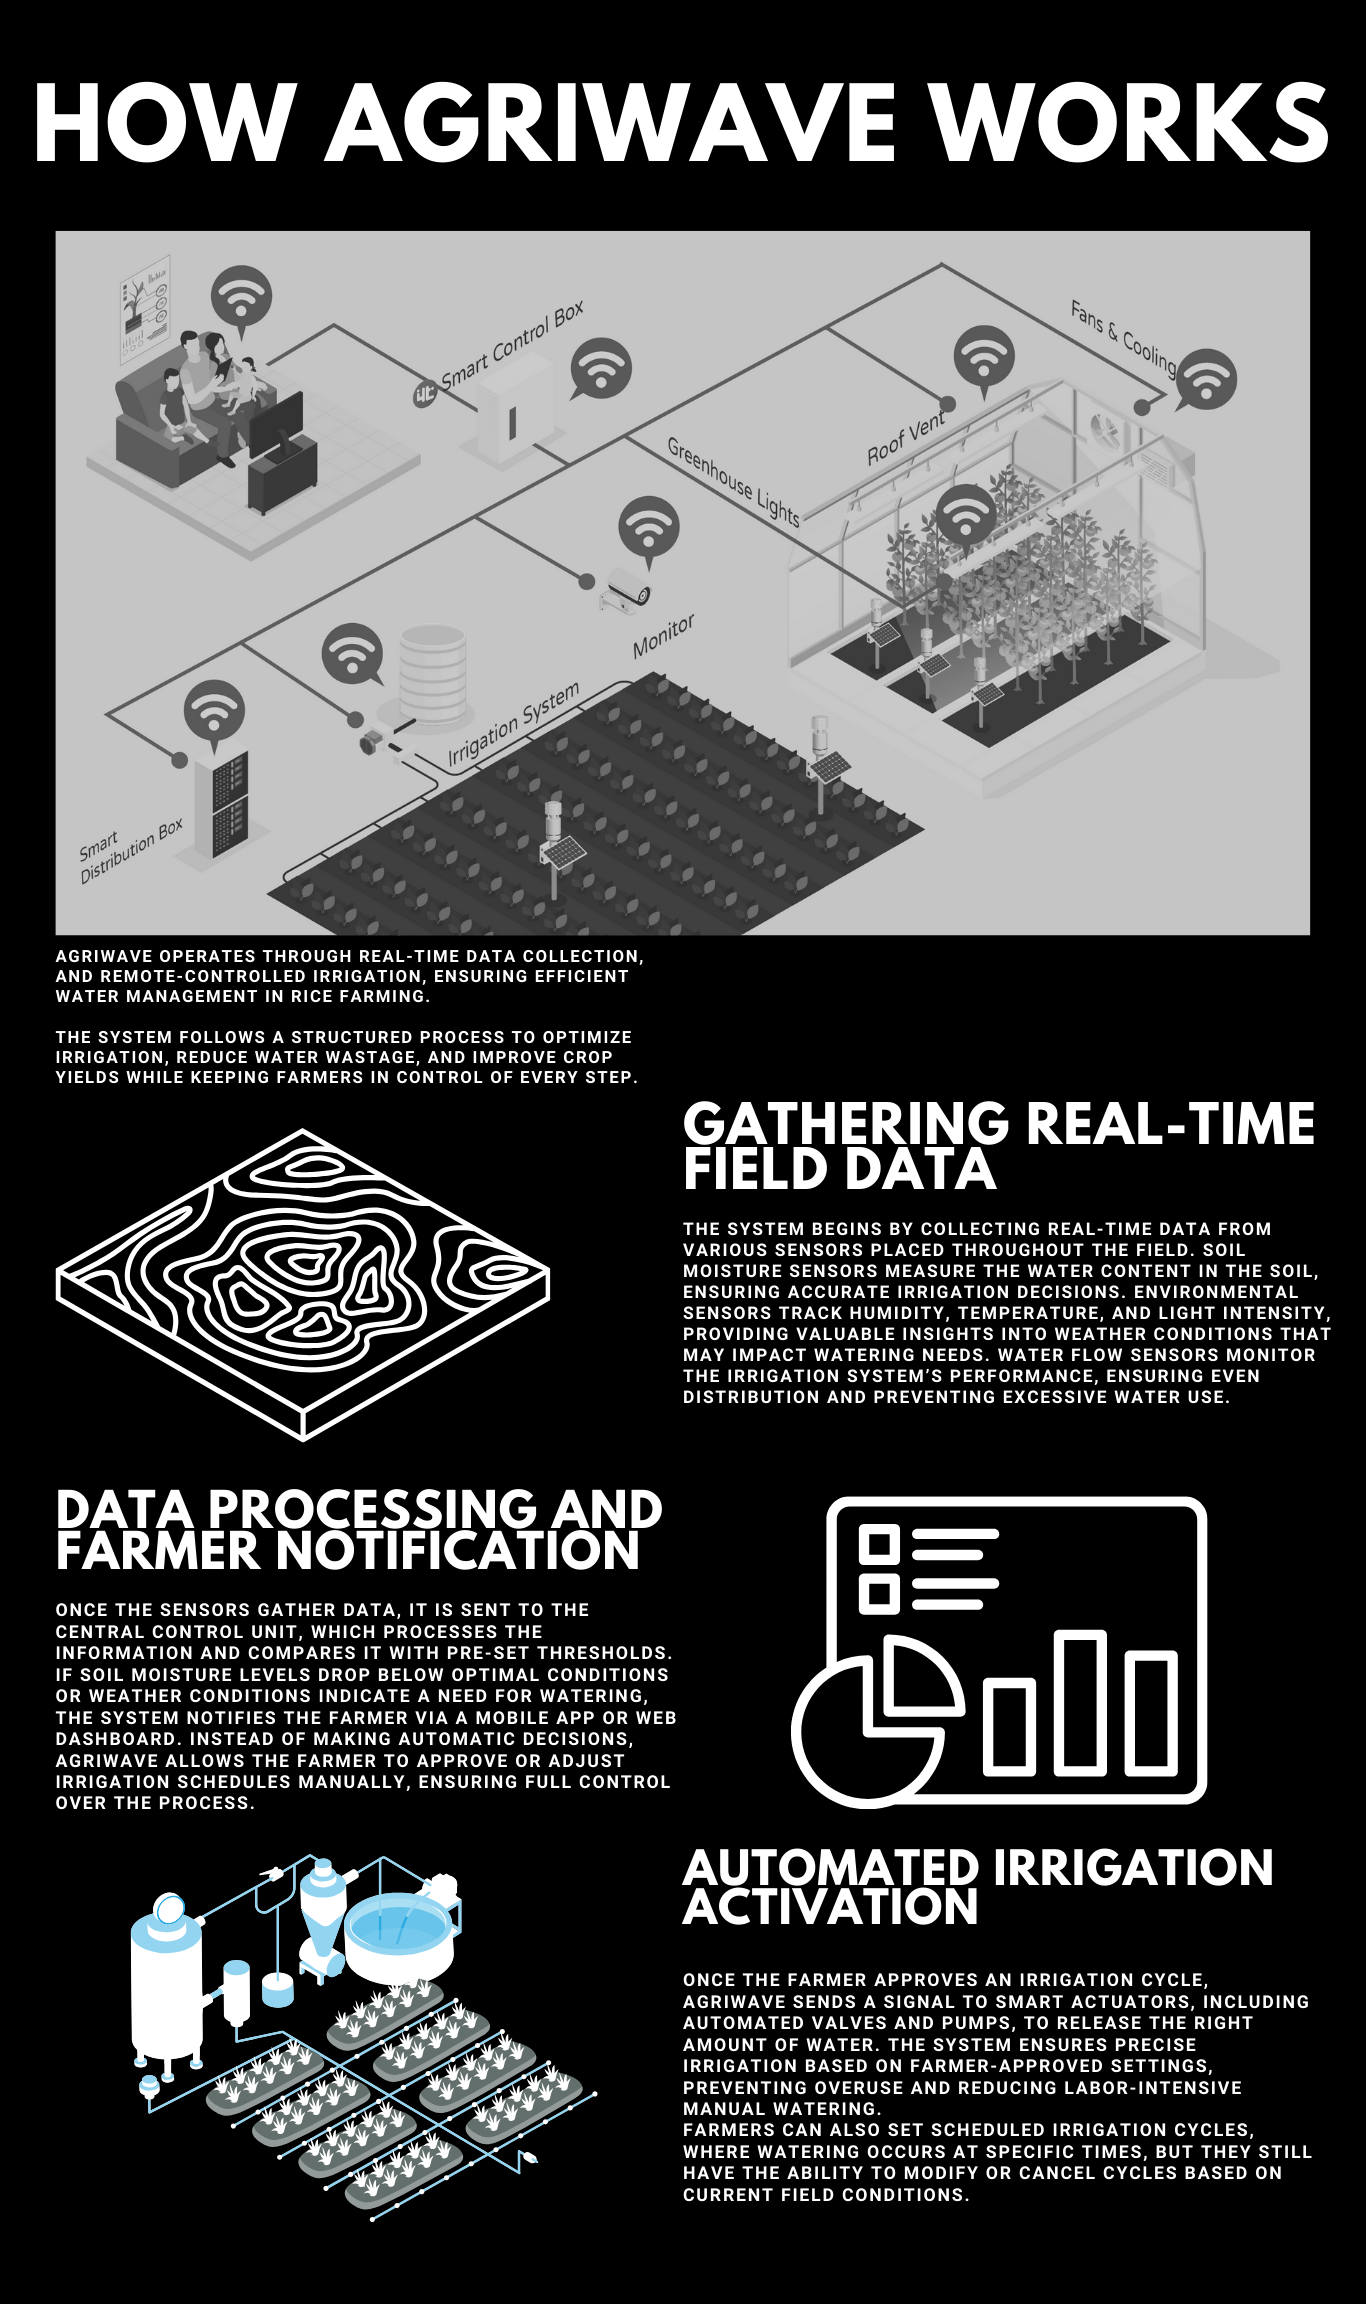 HOW AGRIWAVE WORKS
Smart Control Box
Fans & Cooling
Roof Vent
Greenhouse Lights
Monitor
Irrigation System
Smart
Distribution Box
AGRIWAVE OPERATES THROUGH REAL-TIME DATA COLLECTION,
AND REMOTE-CONTROLLED IRRIGATION, ENSURING EFFICIENT
WATER MANAGEMENT IN RICE FARMING.
THE SYSTEM FOLLOWS A STRUCTURED PROCESS TO OPTIMIZE
IRRIGATION, REDUCE WATER WASTAGE, AND IMPROVE CROP
YIELDS WHILE KEEPING FARMERS IN CONTROL OF EVERY STEP.
GATHERING REAL-TIME
FIELD DATA
THE SYSTEM BEGINS BY COLLECTING REAL-TIME DATA FROM
VARIOUS SENSORS PLACED THROUGHOUT THE FIELD. SOIL
MOISTURE SENSORS MEASURE THE WATER CONTENT IN THE SOIL,
ENSURING ACCURATE IRRIGATION DECISIONS. ENVIRONMENTAL
SENSORS TRACK HUMIDITY, TEMPERATURE, AND LIGHT INTENSITY,
PROVIDING VALUABLE INSIGHTS INTO WEATHER CONDITIONS THAT
MAY IMPACT WATERING NEEDS. WATER FLOW SENSORS MONITOR
THE IRRIGATION SYSTEM'S PERFORMANCE, ENSURING EVEN
DISTRIBUTION AND PREVENTING EXCESSIVE WATER USE.
DATA PROCESSING AND
FARMER NOTIFICATION
ONCE THE SENSORS GATHER DATA, IT IS SENT TO THE
CENTRAL CONTROL UNIT, WHICH PROCESSES THE
INFORMATION AND COMPARES IT WITH PRE-SET THRESHOLDS.
IF SOIL MOISTURE LEVELS DROP BELOW OPTIMAL CONDITIONS
OR WEATHER CONDITIONS INDICATE A NEED FOR WATERING,
THE SYSTEM NOTIFIES THE FARMER VIA A MOBILE APP OR WEB
DASHBOARD. INSTEAD OF MAKING AUTOMATIC DECISIONS,
AGRIWAVE ALLOWS THE FARMER TO APPROVE OR ADJUST
IRRIGATION SCHEDULES MANUALLY, ENSURING FULL CONTROL
OVER THE PROCESS.
AUTOMATED IRRIGATION
ACTIVATION
ONCE THE FARMER APPROVES AN IRRIGATION CYCLE,
AGRIWAVE SENDS A SIGNAL TO SMART ACTUATORS, INCLUDING
AUTOMATED VALVES AND PUMPS, TO RELEASE THE RIGHT
AMOUNT OF WATER. THE SYSTEM ENSURES PRECISE
IRRIGATION BASED ON FARMER-APPROVED SETTINGS,
PREVENTING OVERUSE AND REDUCING LABOR-INTENSIVE
MANUAL WATERING.
FARMERS CAN ALSO SET SCHEDULED IRRIGATION CYCLES,
WHERE WATERING OCCURS AT SPECIFIC TIMES, BUT THEY STILL
HAVE THE ABILITY TO MODIFY OR CANCEL CYCLES BASED ON
CURRENT FIELD CONDITIONS.